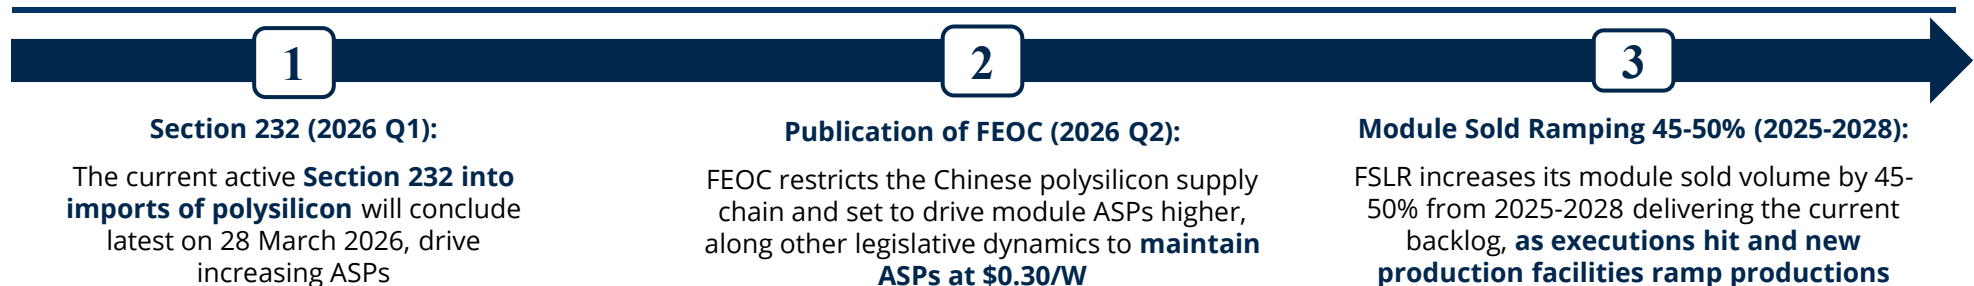 1
Section 232 (2026 Q1):
The current active Section 232 into
imports of polysilicon will conclude
latest on 28 March 2026, drive
increasing ASPs
2
Publication of FEOC (2026 Q2):
FEOC restricts the Chinese polysilicon supply
chain and set to drive module ASPs higher,
along other legislative dynamics to maintain
ASPs at $0.30/W
3
Module Sold Ramping 45-50% (2025-2028):
FSLR increases its module sold volume by 45-
50% from 2025-2028 delivering the current
backlog, as executions hit and new
production facilities ramp productions